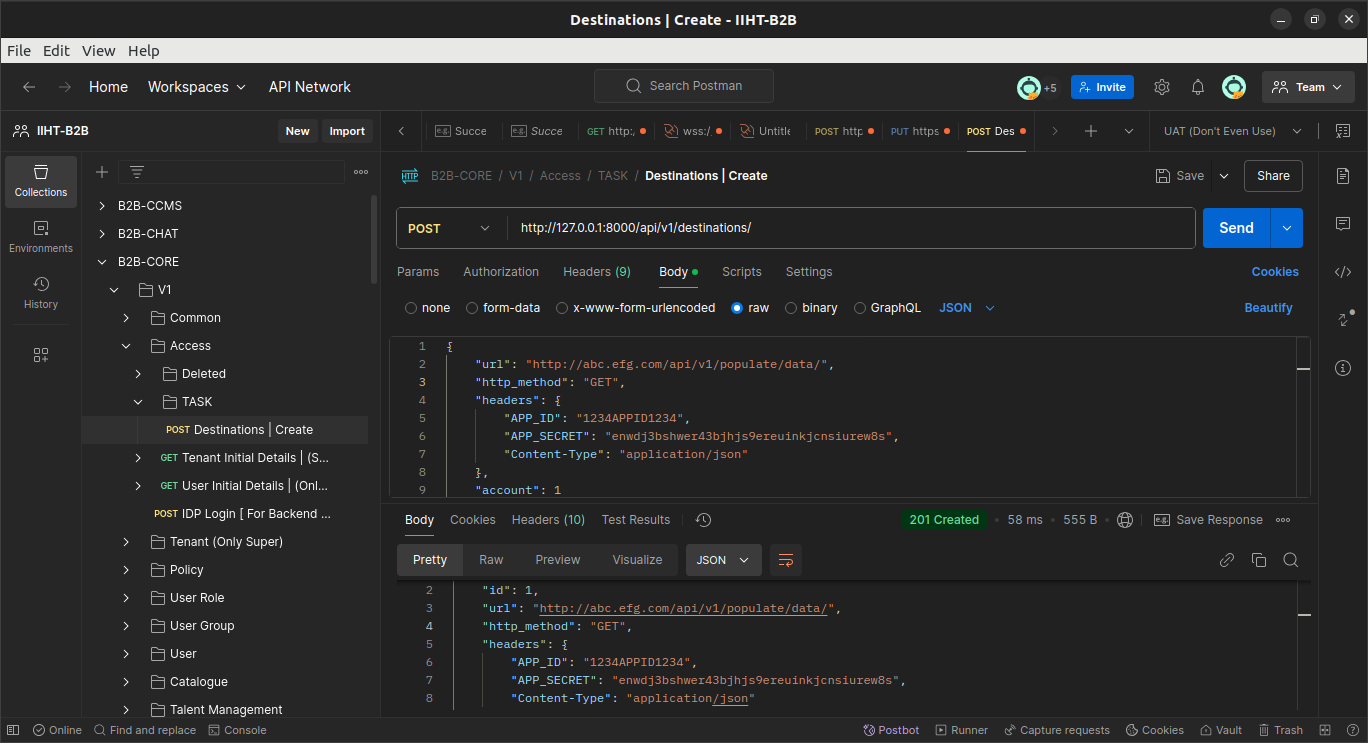 Destinations | Create - IIHT-B2B
File Edit View Help
Home Workspaces API Network Search Postman +5 Invite Team
IIHT-B2B New Import Succe Succe GET http:/ wss:/. Untitle POST http PUT https POST Des UAT (Don't Even Use)
Collections
Environments
History
B2B-CCMS
B2B-CHAT
B2B-CORE
V1
Common
Access
Deleted
TASK
POST Destinations | Create
GET Tenant Initial Details | (S...
GET User Initial Details | (Onl...
POST IDP Login [ For Backend ...
Tenant (Only Super)
Policy
User Role
User Group
User
Catalogue
Talent Management
HTTP B2B-CORE / V1 / Access / TASK / Destinations | Create Save Share
POST http://127.0.0.1:8000/api/v1/destinations/ Send
Params Authorization Headers (9) Body Scripts Settings Cookies
none form-data x-www-form-urlencoded raw binary GraphQL JSON Beautify
1 {
2 "url": "http://abc.efg.com/api/v1/populate/data/",
3 "http_method": "GET",
4 "headers": {
5 "APP_ID": "1234APPID1234",
6 "APP_SECRET": "enwdj3bshwer43bjhjs9ereuinkjcnsiurew8s",
7 "Content-Type": "application/json"
8 },
9 "account": 1
Body Cookies Headers (10) Test Results 201 Created 58 ms 555 B e.g. Save Response
Pretty Raw Preview Visualize JSON
2 "id": 1,
3 "url": "http://abc.efg.com/api/v1/populate/data/",
4 "http_method": "GET",
5 "headers": {
6 "APP_ID": "1234APPID1234",
7 "APP_SECRET": "enwdj3bshwer43bjhjs9ereuinkjcnsiurew8s",
8 "Content-Type": "application/json"
Online Find and replace Console Postbot Runner Capture requests Cookies Vault Trash